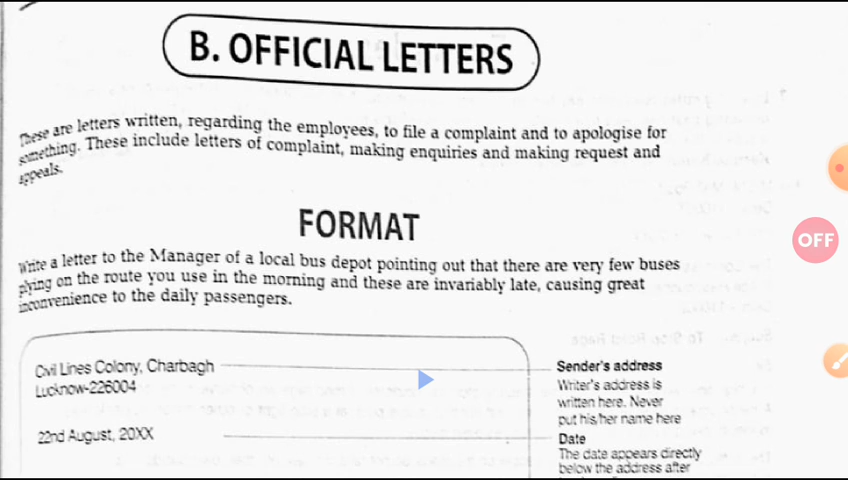 B. OFFICIAL LETTERS
These are letters written, regarding the employees, to file a complaint and to apologise for
something. These include letters of complaint, making enquiries and making request and
appeals.
FORMAT
Write a letter to the Manager of a local bus depot pointing out that there are very few buses
plying on the route you use in the morning and these are invariably late, causing great
inconvenience to the daily passengers.
Civil Lines Colony, Charbagh
Lucknow-226004
22nd August, 20XX
Sender's address
Writer's address is
written here. Never
put his/her name here
Date
The date appears directly
below the address after
OFF